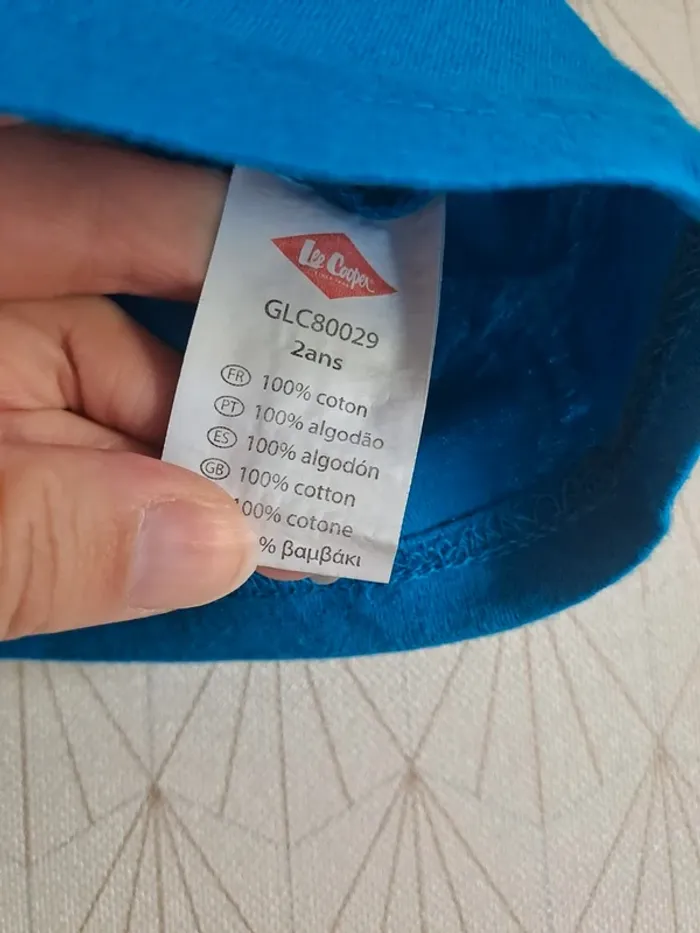 Lee Cooper
GLC80029
2ans
FR 100% coton
PT 100% algodão
ES 100% algodón
GB 100% cotton
100% cotone
% βαμβάκι